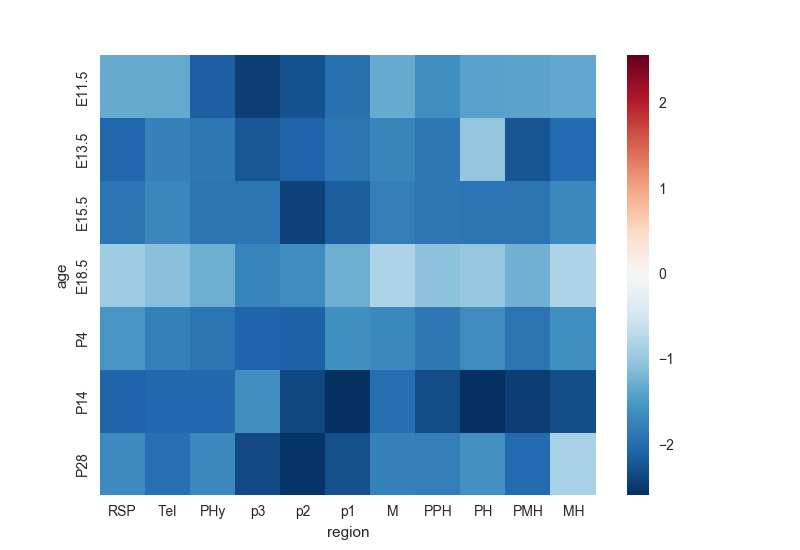 E11.5
E13.5
E15.5
E18.5
P4
P14
P28
age
RSP Tel PHy p3 p2 p1 M PPH PH PMH MH
region
2
1
0
−1
−2